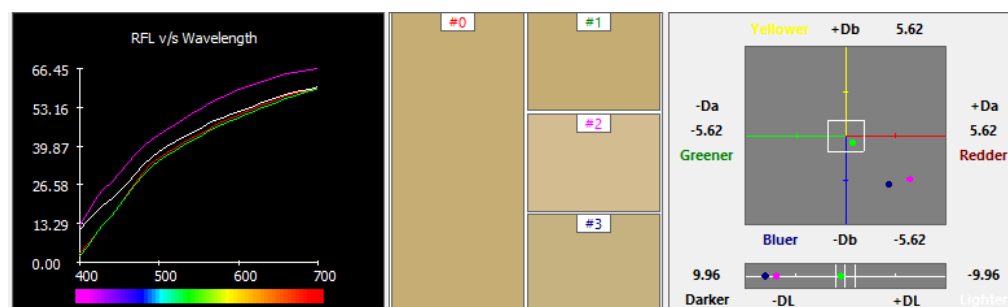 RFL v/s Wavelength
66.45
53.16
39.87
26.58
13.29
0.00
400 500 600 700
#0
#1
#2
#3
Yellower +Db 5.62
-Da +Da
-5.62 5.62
Greener Redder
Bluer -Db -5.62
9.96 -9.96
Darker -DL +DL Lighter